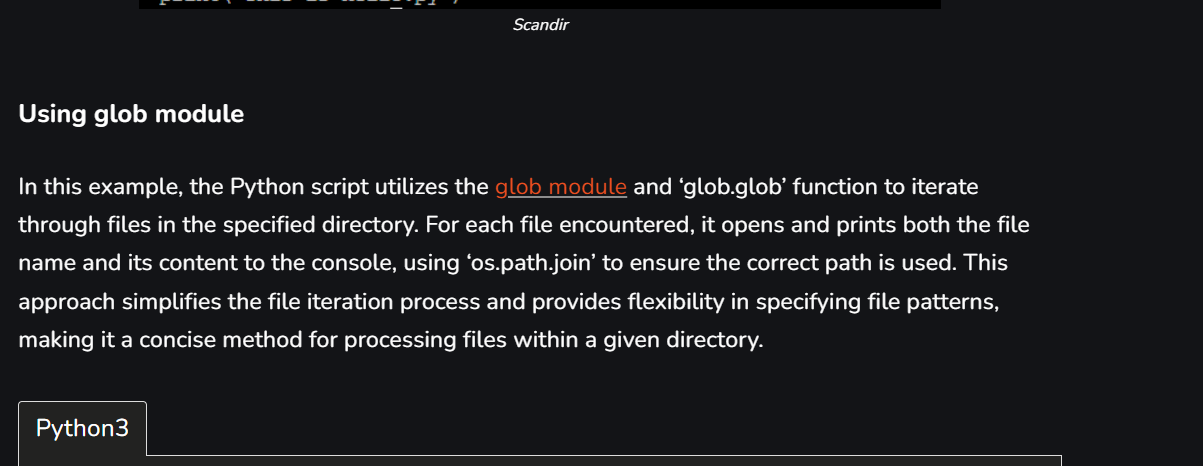 Scandir
Using glob module
In this example, the Python script utilizes the glob module and ‘glob.glob’ function to iterate
through files in the specified directory. For each file encountered, it opens and prints both the file
name and its content to the console, using ‘os.path.join’ to ensure the correct path is used. This
approach simplifies the file iteration process and provides flexibility in specifying file patterns,
making it a concise method for processing files within a given directory.
Python3